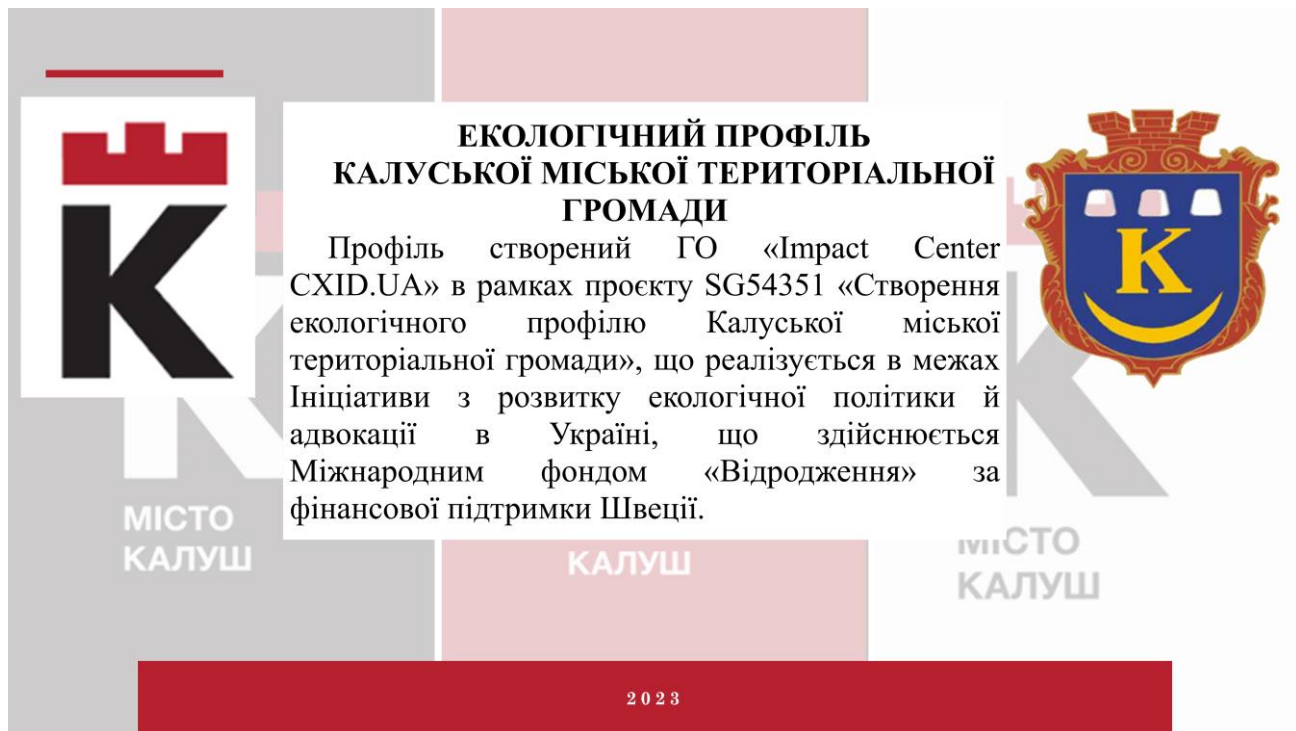 ЕКОЛОГІЧНИЙ ПРОФІЛЬ
КАЛУСЬКОЇ МІСЬКОЇ ТЕРИТОРІАЛЬНОЇ
ГРОМАДИ
Профіль створений ГО «Impact Center
CXID.UA» в рамках проєкту SG54351 «Створення
екологічного профілю Калуської міської
територіальної громади», що реалізується в межах
Ініціативи з розвитку екологічної політики й
адвокації в Україні, що здійснюється
Міжнародним фондом «Відродження» за
фінансової підтримки Швеції.
К
К
МІСТО
КАЛУШ
КАЛУШ
МІСТО
КАЛУШ
2023